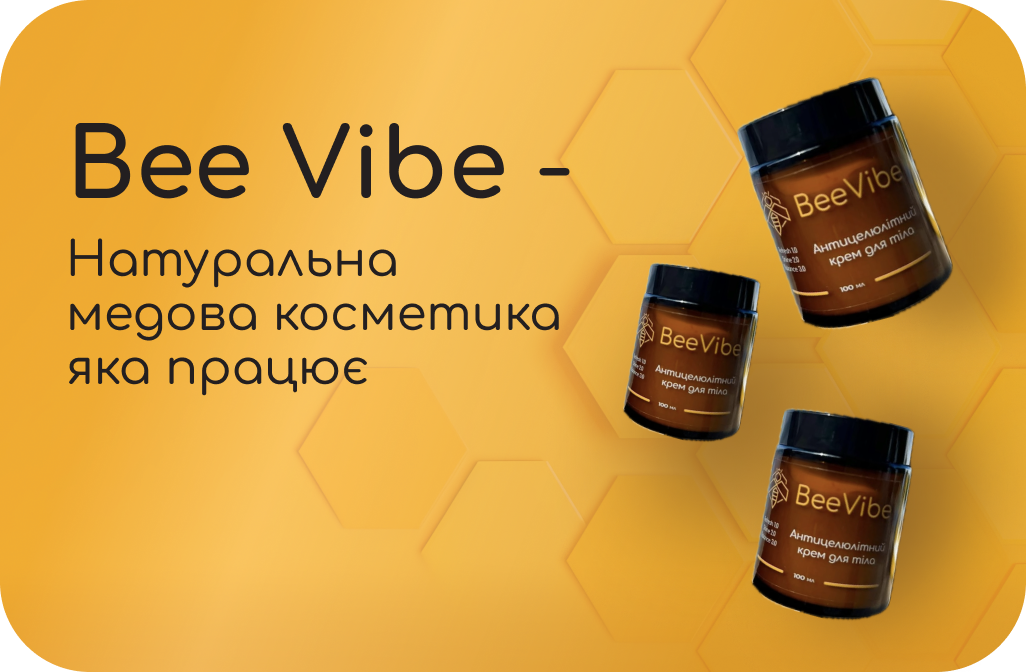 Bee Vibe -
Натуральна
медова косметика
яка працює
BeeVibe
Антицелюлітний
крем для тіла
100 мл
BeeVibe
Антицелюлітний
крем для тіла
100 мл
BeeVibe
Антицелюлітний
крем для тіла
100 мл